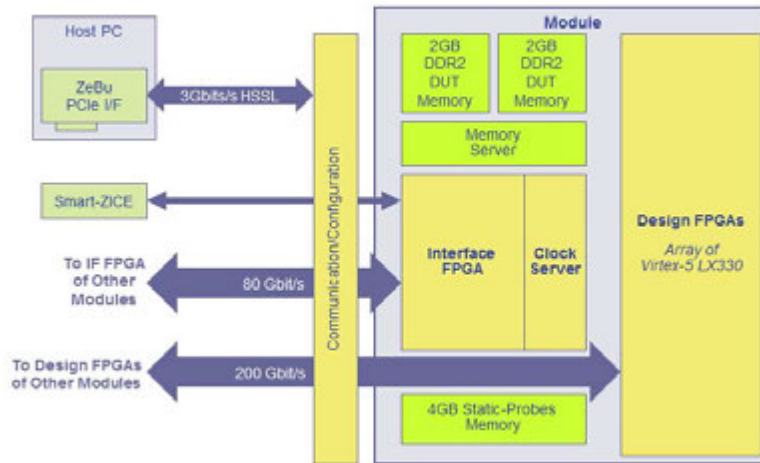 Host PC
ZeBu
PCIe I/F
3Gbits/s HSSL
Smart-ZICE
To IF FPGA
of Other
Modules
80 Gbit/s
To Design FPGAs
of Other Modules
200 Gbit/s
Communication/Configuration
Module
2GB
DDR2
DUT
Memory
2GB
DDR2
DUT
Memory
Memory
Server
Interface
FPGA
Clock
Server
4GB Static-Probes
Memory
Design FPGAs
Array of
Virtex-5 LX330